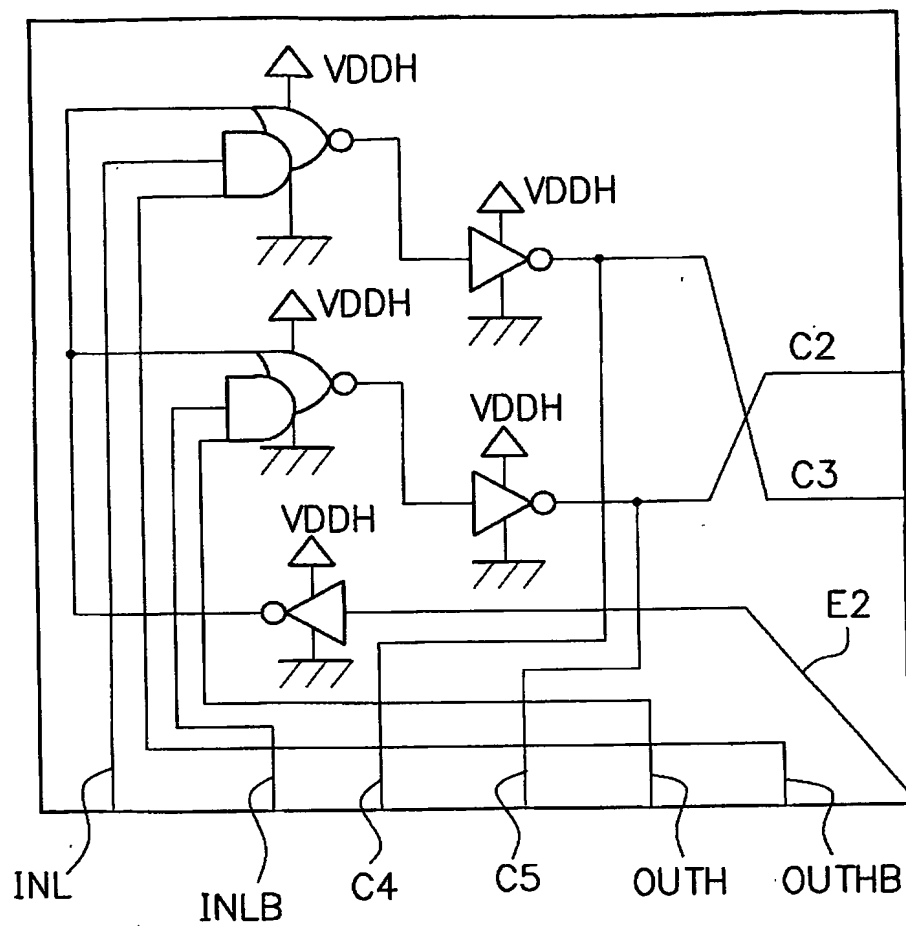 VDDH
VDDH
VDDH
C2
VDDH
C3
VDDH
E2
INL
INLB
C4
C5
OUTH
OUTHB